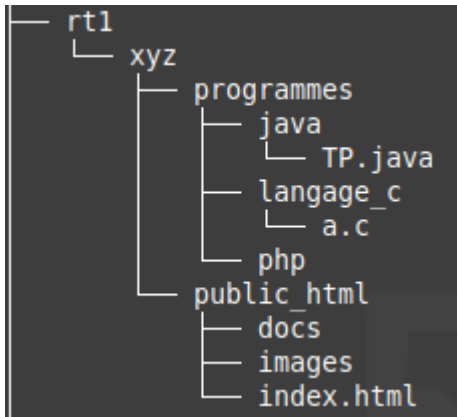 rt1
xyz
programmes
java
TP.java
langage_c
a.c
php
public_html
docs
images
index.html